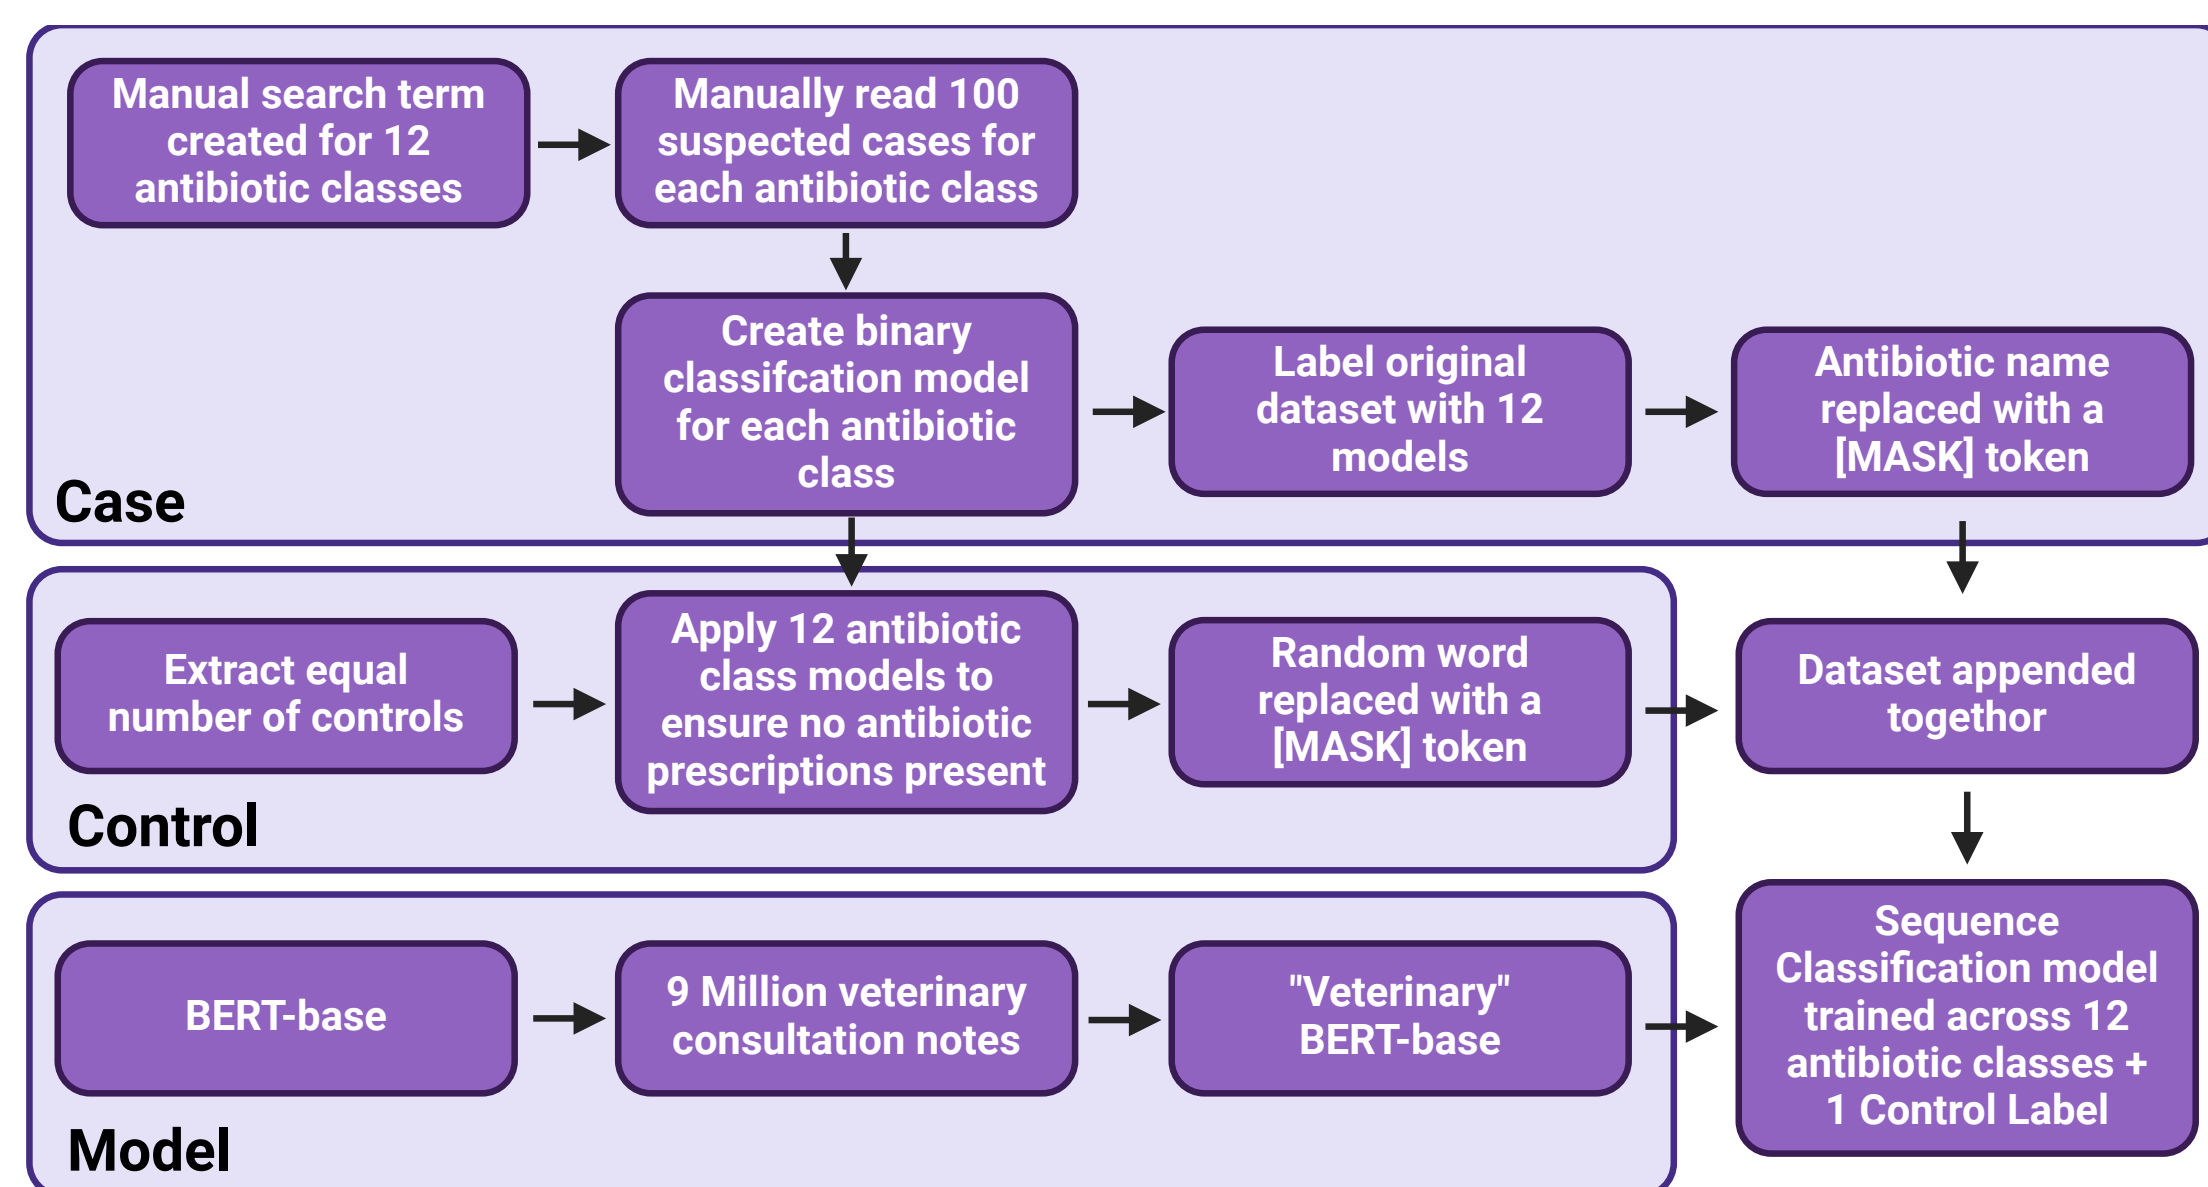 Manual search term
created for 12
antibiotic classes
Manually read 100
suspected cases for
each antibiotic class
Create binary
classifcation model
for each antibiotic
class
Label original
dataset with 12
models
Antibiotic name
replaced with a
[MASK] token
Case
Extract equal
number of controls
Apply 12 antibiotic
class models to
ensure no antibiotic
prescriptions present
Random word
replaced with a
[MASK] token
Dataset appended
togethor
Control
BERT-base
9 Million veterinary
consultation notes
"Veterinary"
BERT-base
Sequence
Classification model
trained across 12
antibiotic classes +
1 Control Label
Model